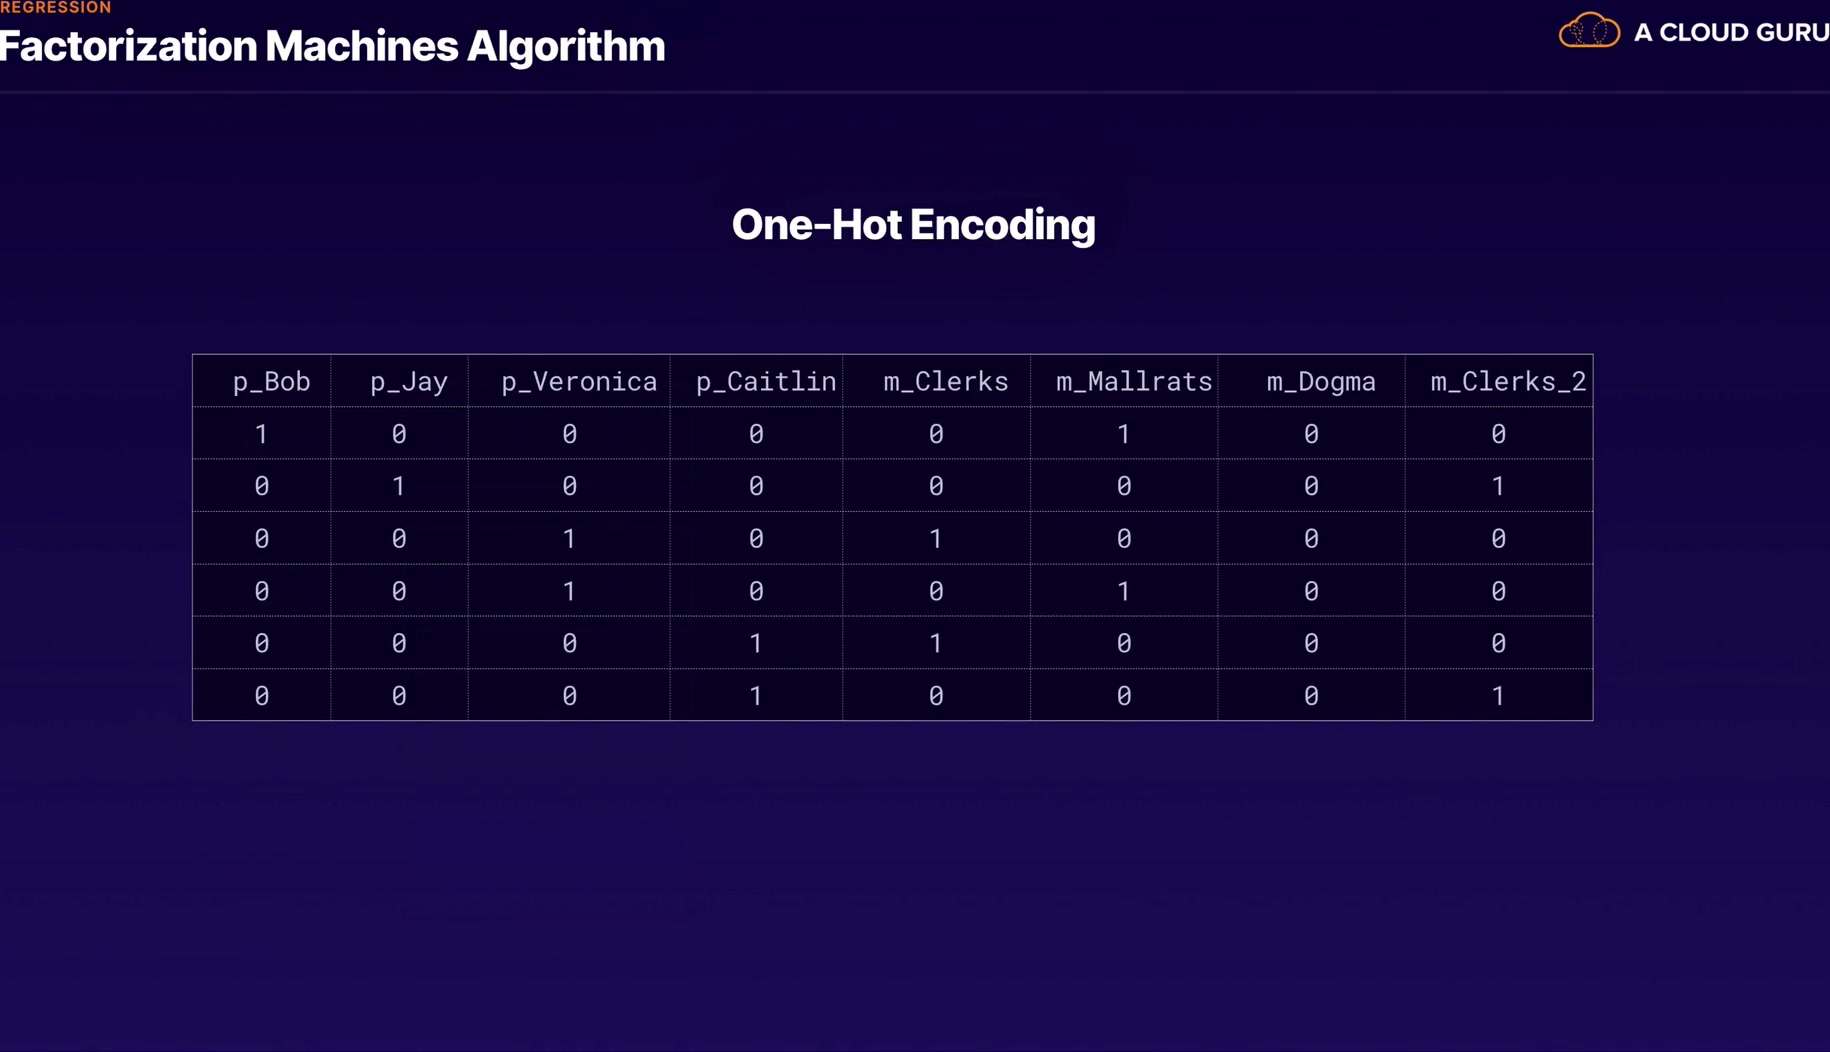 REGRESSION
Factorization Machines Algorithm
A CLOUD GURU
One-Hot Encoding
p_Bob p_Jay p_Veronica p_Caitlin m_Clerks m_Mallrats m_Dogma m_Clerks_2
1 0 0 0 0 1 0 0
0 1 0 0 0 0 0 1
0 0 1 0 1 0 0 0
0 0 1 0 0 1 0 0
0 0 0 1 1 0 0 0
0 0 0 1 0 0 0 1